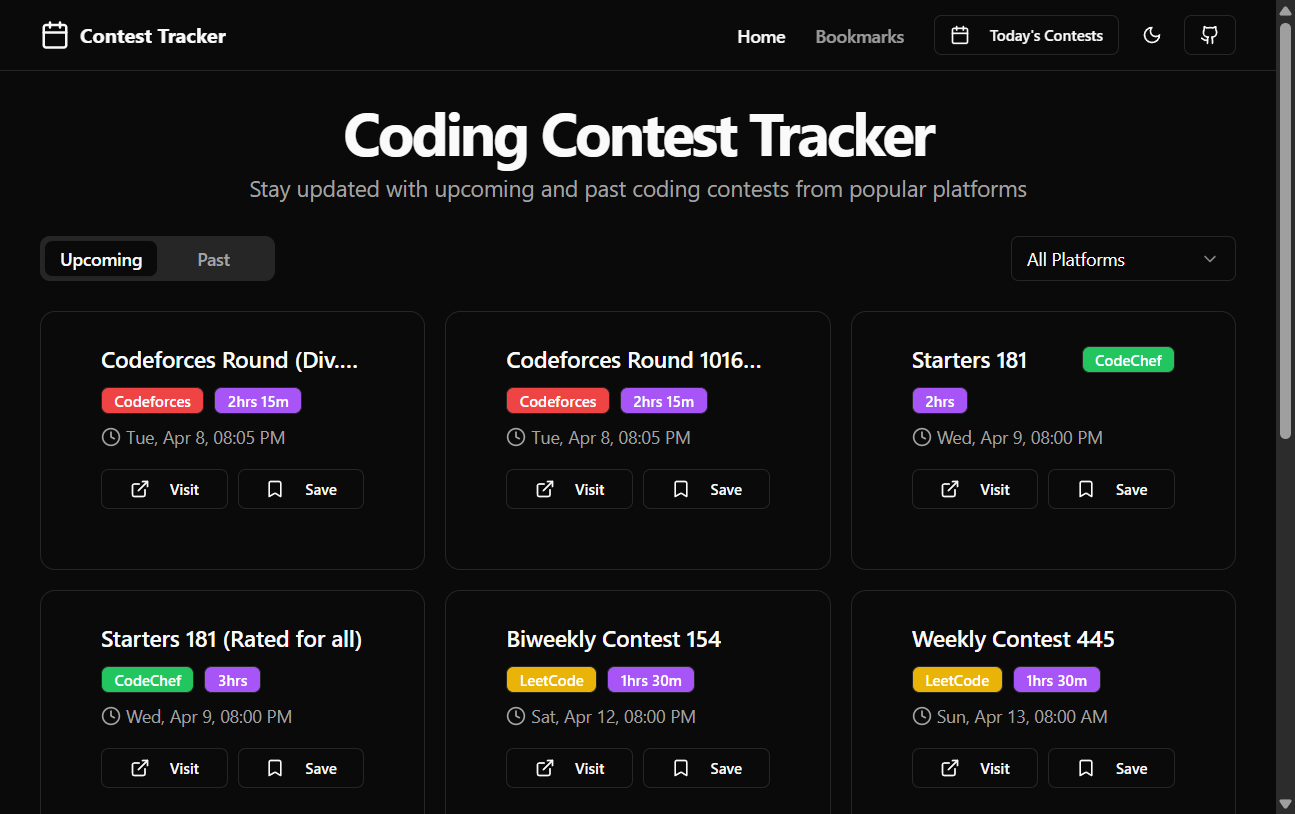 Contest Tracker
Home
Bookmarks
Today's Contests
Coding Contest Tracker
Stay updated with upcoming and past coding contests from popular platforms
Upcoming
Past
All Platforms
Codeforces Round (Div....
Codeforces
2hrs 15m
Tue, Apr 8, 08:05 PM
Visit
Save
Codeforces Round 1016...
Codeforces
2hrs 15m
Tue, Apr 8, 08:05 PM
Visit
Save
Starters 181
CodeChef
2hrs
Wed, Apr 9, 08:00 PM
Visit
Save
Starters 181 (Rated for all)
CodeChef
3hrs
Wed, Apr 9, 08:00 PM
Visit
Save
Biweekly Contest 154
LeetCode
1hrs 30m
Sat, Apr 12, 08:00 PM
Visit
Save
Weekly Contest 445
LeetCode
1hrs 30m
Sun, Apr 13, 08:00 AM
Visit
Save